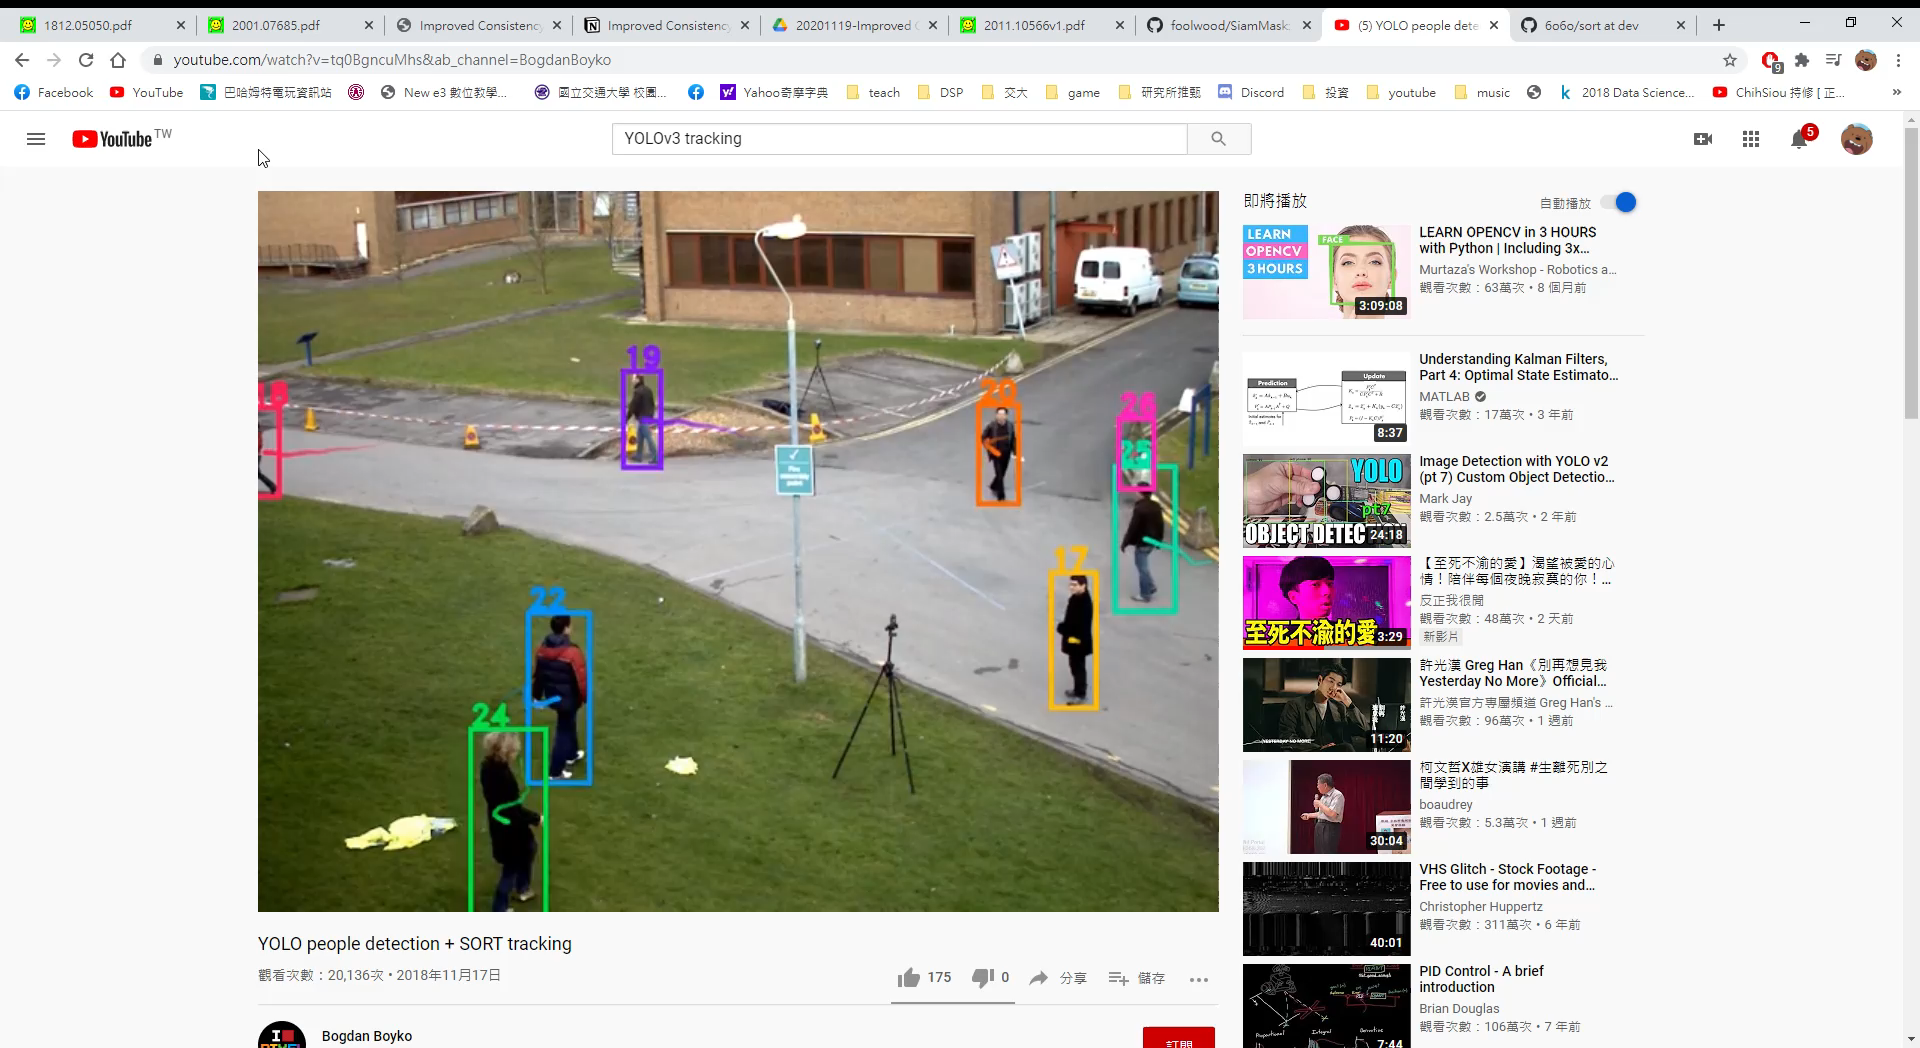 1812.05050.pdf
2001.07685.pdf
Improved Consistency
Improved Consistency
20201119-Improved C
2011.10566v1.pdf
foolwood/SiamMask:
(5) YOLO people dete
6o6o/sort at dev
youtube.com/watch?v=tq0BgncuMhs&ab_channel=BogdanBoyko
9
Facebook
YouTube
巴哈姆特電玩資訊站
New e3 數位教學...
國立交通大學 校園...
Yahoo奇摩字典
teach
DSP
交大
game
研究所推甄
Discord
投資
youtube
music
2018 Data Science...
ChihSiou 持修 [ 正...
YouTube TW
YOLOv3 tracking
5
19
20
26
25
17
22
24
YOLO people detection + SORT tracking
觀看次數：20,136次 • 2018年11月17日
175
0
分享
儲存
Bogdan Boyko
訂閱
即將播放
自動播放
LEARN
OPENCV
3 HOURS
FACE
3:09:08
LEARN OPENCV in 3 HOURS
with Python | Including 3x...
Murtaza's Workshop - Robotics a...
觀看次數：63萬次 • 8 個月前
Prediction
Update
8:37
Understanding Kalman Filters,
Part 4: Optimal State Estimato...
MATLAB
觀看次數：17萬次 • 3 年前
YOLO
pt7
OBJECT DETEC
24:18
Image Detection with YOLO v2
(pt 7) Custom Object Detectio...
Mark Jay
觀看次數：2.5萬次 • 2 年前
至死不渝的愛
3:29
【至死不渝的愛】渴望被愛的心
情！陪伴每個夜晚寂寞的你！...
反正我很閒
觀看次數：48萬次 • 2 天前
新影片
11:20
許光漢 Greg Han《別再想見我
Yesterday No More》Official...
許光漢官方專屬頻道 Greg Han's ...
觀看次數：96萬次 • 1 週前
30:04
柯文哲X雄女演講 #生離死別之
間學到的事
boaudrey
觀看次數：5.3萬次 • 1 週前
40:01
VHS Glitch - Stock Footage -
Free to use for movies and...
Christopher Huppertz
觀看次數：311萬次 • 6 年前
Proportional
Integral
Derivative
7:44
PID Control - A brief
introduction
Brian Douglas
觀看次數：106萬次 • 7 年前